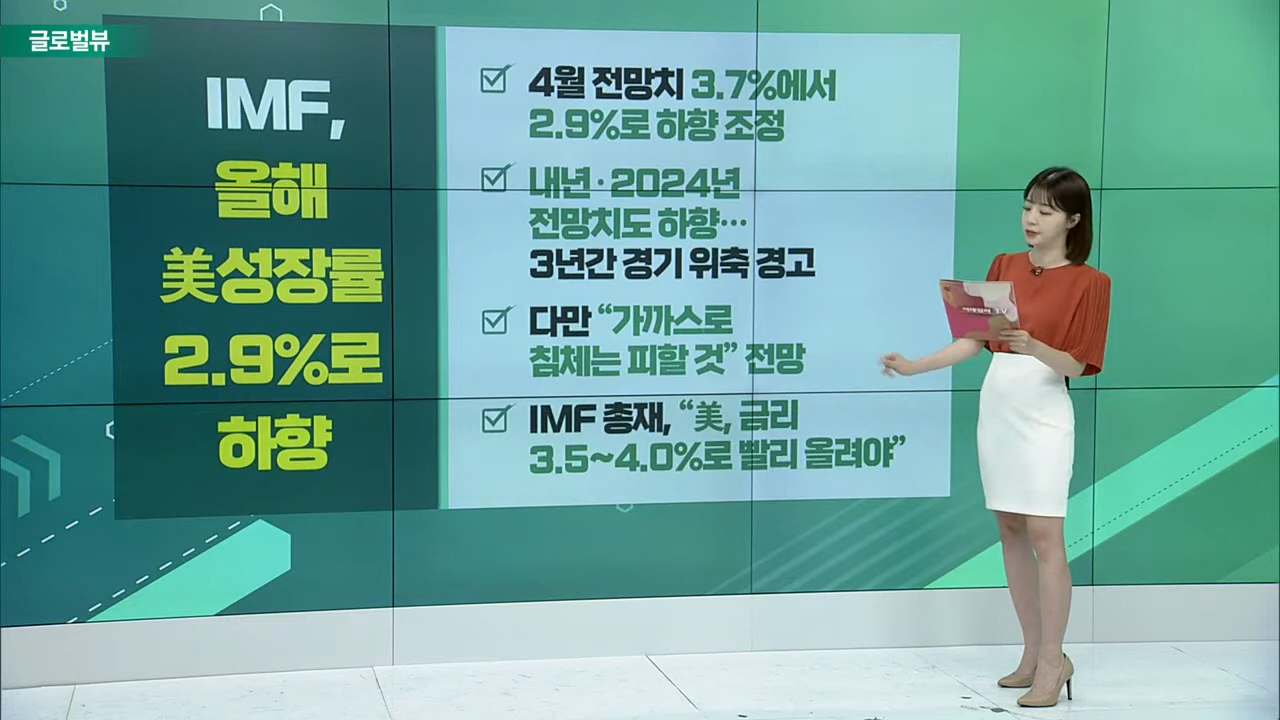 글로벌뷰
IMF,
올해
美성장률
2.9%로
하향
4월 전망치 3.7%에서
2.9%로 하향 조정
내년·2024년
전망치도 하향…
3년간 경기 위축 경고
다만 “가까스로
침체는 피할 것” 전망
IMF 총재, “美, 금리
3.5~4.0%로 빨리 올려야”